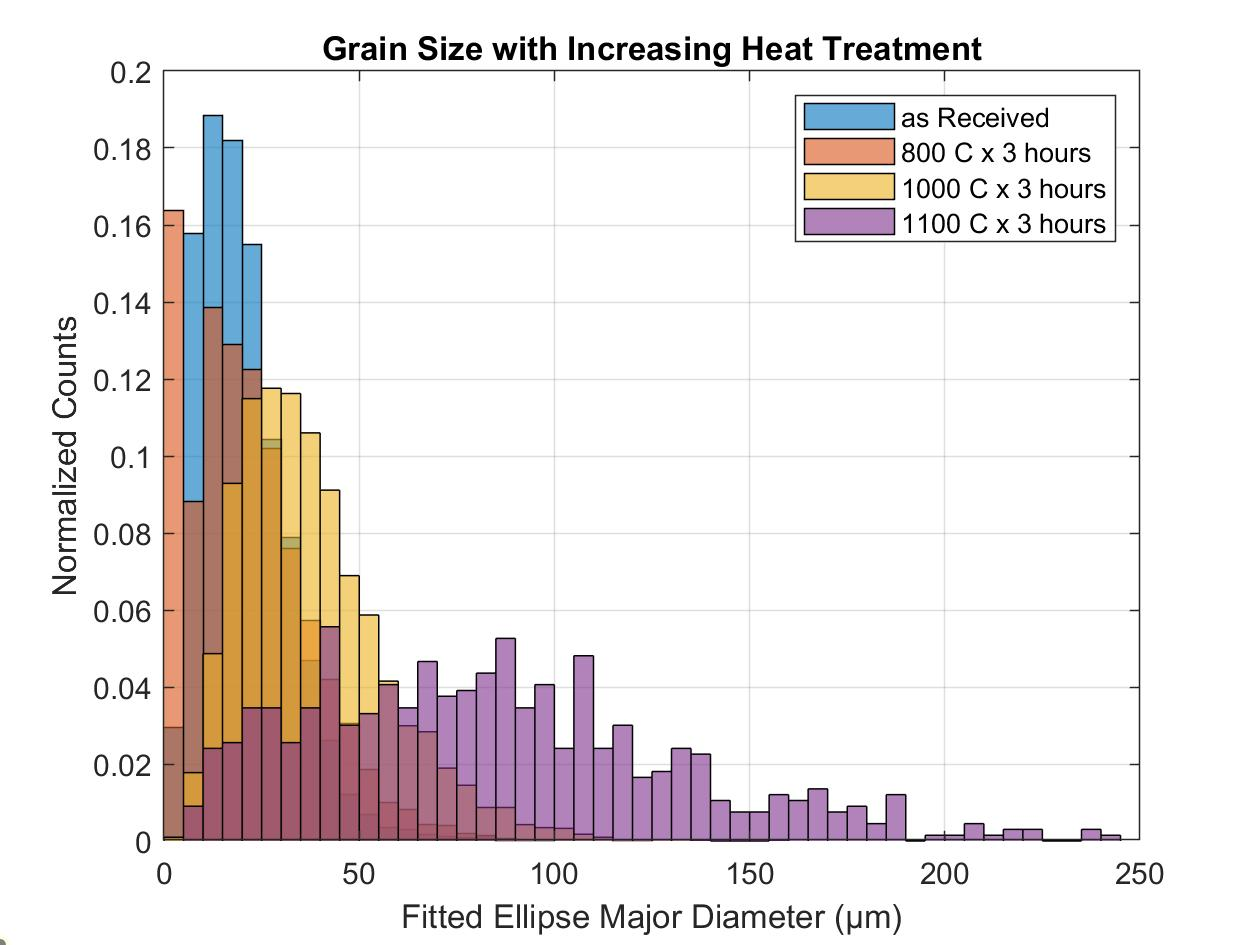 Grain Size with Increasing Heat Treatment
0.2
0.18
0.16
0.14
0.12
0.1
0.08
0.06
0.04
0.02
0
Normalized Counts
as Received
800 C x 3 hours
1000 C x 3 hours
1100 C x 3 hours
0 50 100 150 200 250
Fitted Ellipse Major Diameter (µm)